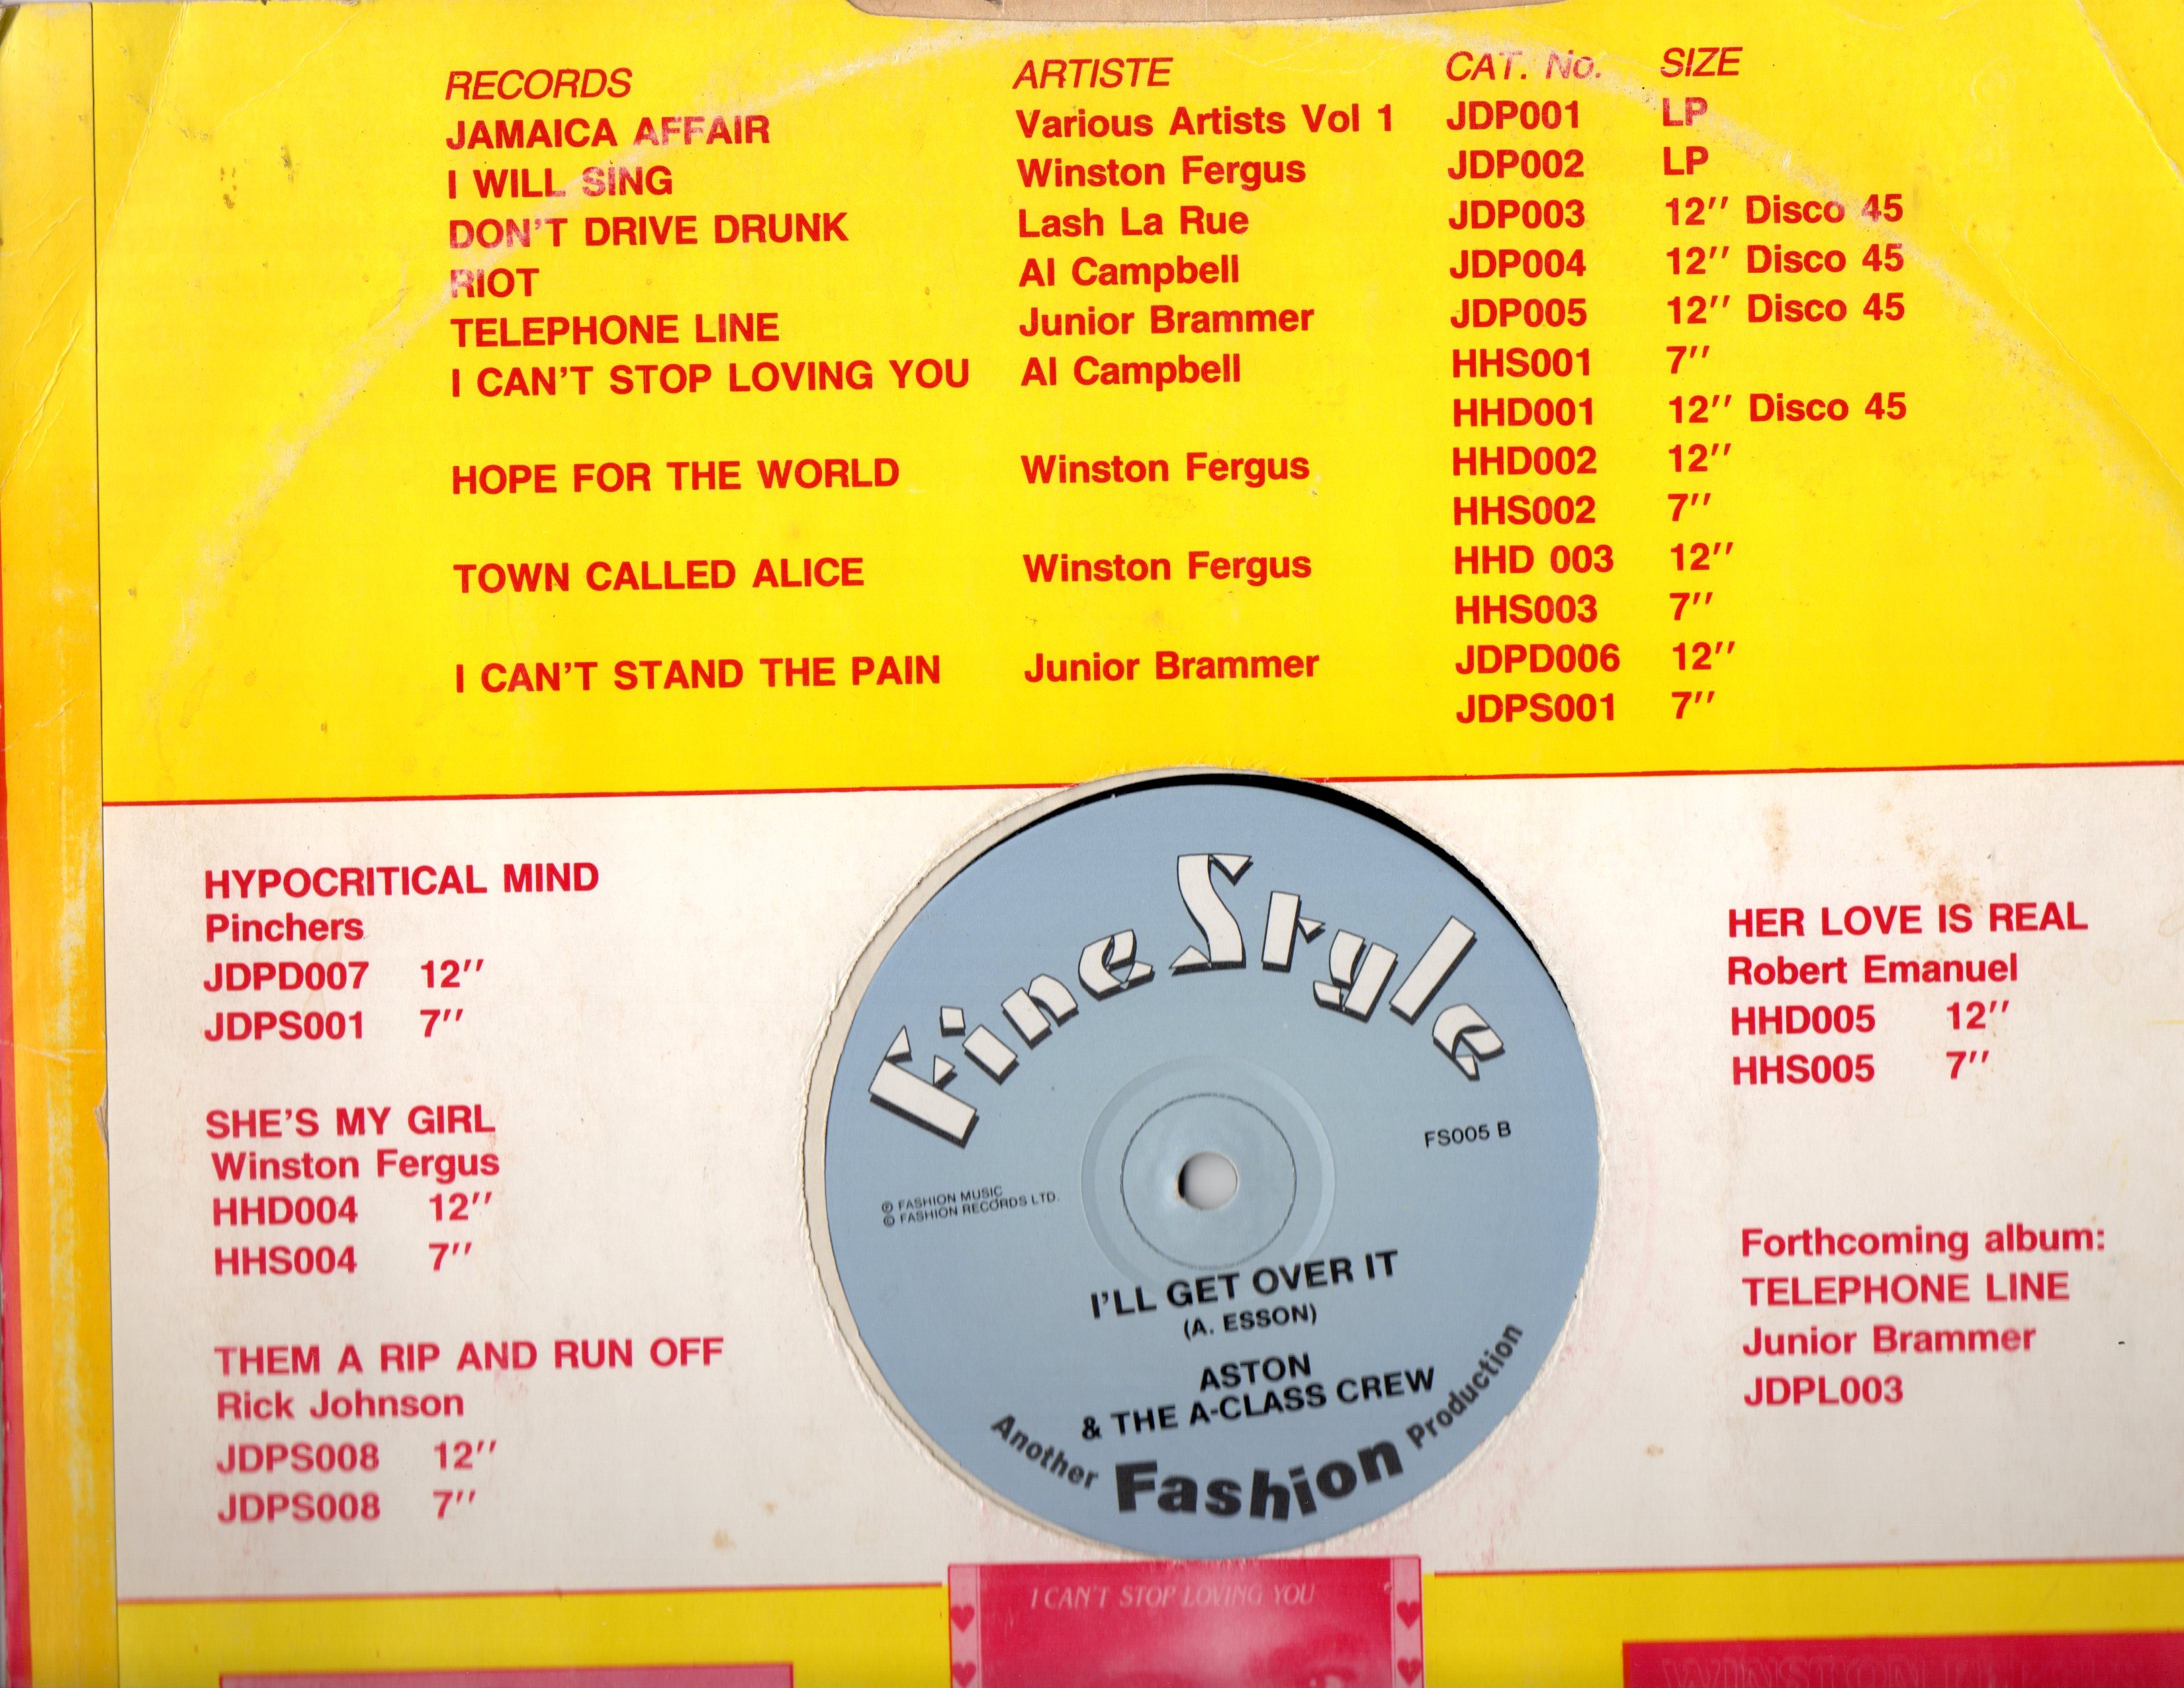 RECORDS ARTISTE CAT. No. SIZE
JAMAICA AFFAIR Various Artists Vol 1 JDP001 LP
I WILL SING Winston Fergus JDP002 LP
DON'T DRIVE DRUNK Lash La Rue JDP003 12″ Disco 45
RIOT Al Campbell JDP004 12″ Disco 45
TELEPHONE LINE Junior Brammer JDP005 12″ Disco 45
I CAN'T STOP LOVING YOU Al Campbell HHS001 7″
HHD001 12″ Disco 45
HOPE FOR THE WORLD Winston Fergus HHD002 12″
HHS002 7″
TOWN CALLED ALICE Winston Fergus HHD 003 12″
HHS003 7″
I CAN'T STAND THE PAIN Junior Brammer JDPD006 12″
JDPS001 7″
HYPOCRITICAL MIND
Pinchers
JDPD007 12″
JDPS001 7″
SHE'S MY GIRL
Winston Fergus
HHD004 12″
HHS004 7″
THEM A RIP AND RUN OFF
Rick Johnson
JDPS008 12″
JDPS008 7″
Fine Style
FS005 B
℗ FASHION MUSIC
© FASHION RECORDS LTD.
I'LL GET OVER IT
(A. ESSON)
ASTON
& THE A-CLASS CREW
Another Fashion Production
HER LOVE IS REAL
Robert Emanuel
HHD005 12″
HHS005 7″
Forthcoming album:
TELEPHONE LINE
Junior Brammer
JDPL003
I CAN'T STOP LOVING YOU
WINSTON